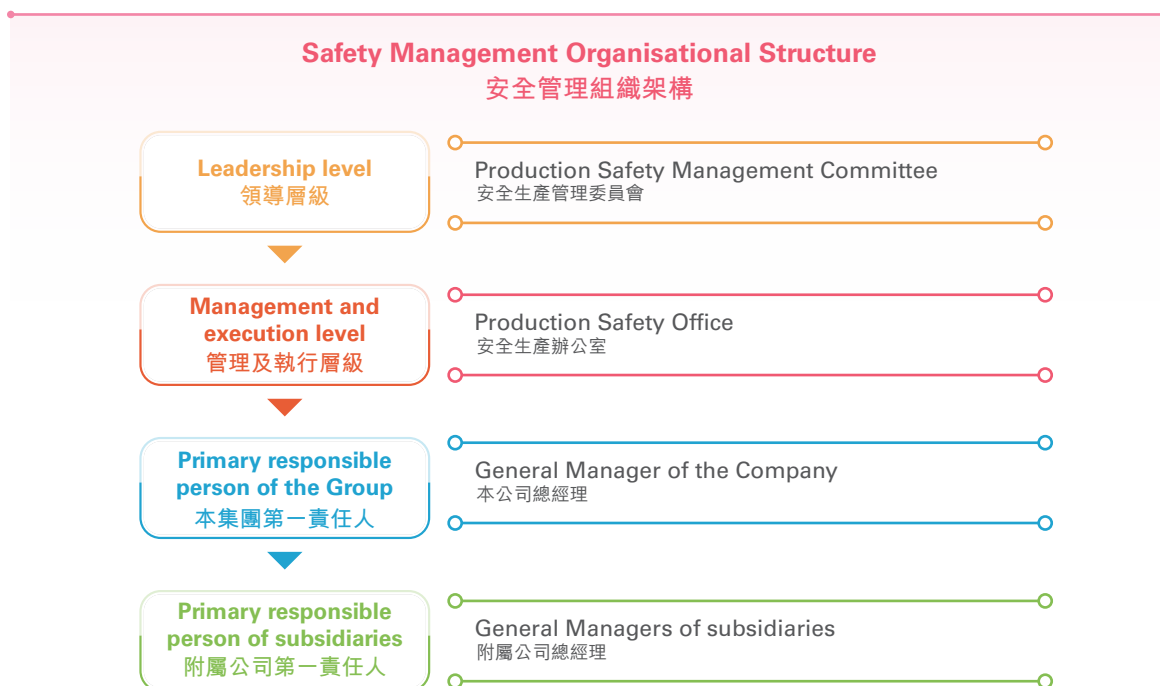 Safety Management Organisational Structure
安全管理組織架構
Leadership level
領導層級
Production Safety Management Committee
安全生產管理委員會
Management and
execution level
管理及執行層級
Production Safety Office
安全生產辦公室
Primary responsible
person of the Group
本集團第一責任人
General Manager of the Company
本公司總經理
Primary responsible
person of subsidiaries
附屬公司第一責任人
General Managers of subsidiaries
附屬公司總經理